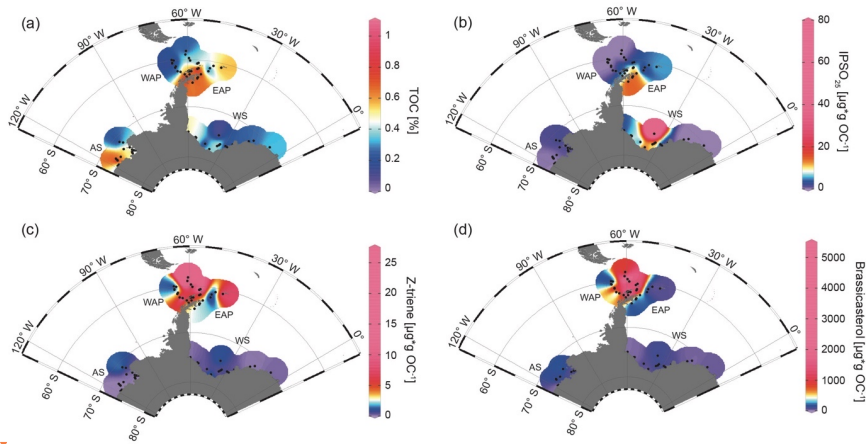 (a)
120° W
90° W
60° W
30° W
0°
WAP
EAP
WS
AS
70° S
60° S
80° S
1
0.8
0.6
0.4
0.2
0
TOC [%]
(b)
120° W
90° W
60° W
30° W
0°
WAP
EAP
WS
AS
70° S
60° S
80° S
80
60
40
20
0
IPSO₂₅ [µg*g OC⁻¹]
(c)
120° W
90° W
60° W
30° W
0°
WAP
EAP
WS
AS
60° S
70° S
80° S
25
20
15
10
5
0
Z-triene [µg*g OC⁻¹]
(d)
120° W
90° W
60° W
30° W
0°
WAP
EAP
WS
AS
60° S
70° S
80° S
5000
4000
3000
2000
1000
0
Brassicasterol [µg*g OC⁻¹]